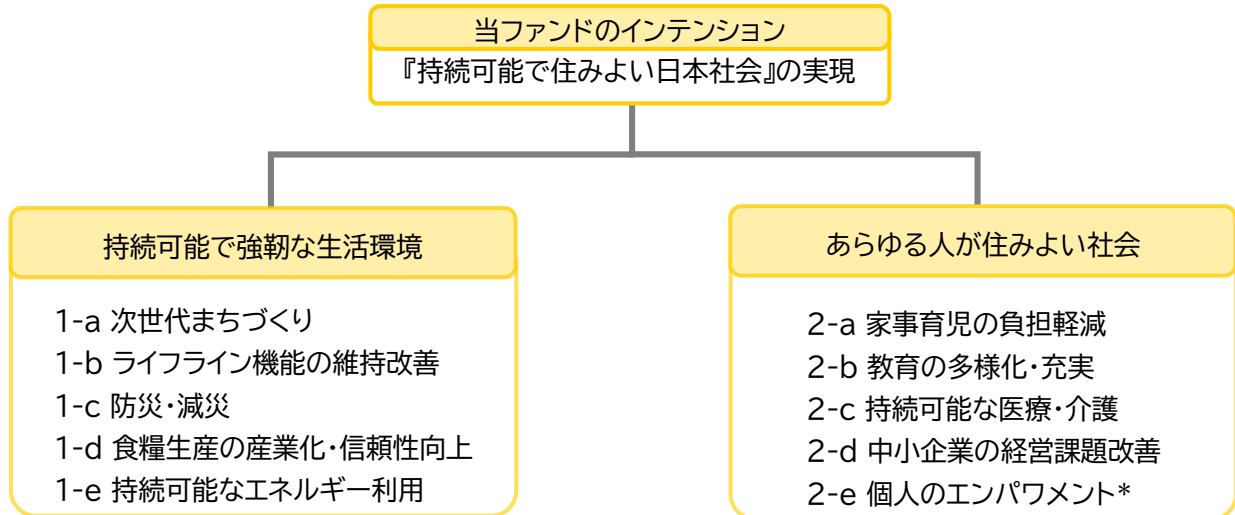 当ファンドのインテンション
『持続可能で住みよい日本社会』の実現
持続可能で強靭な生活環境
1-a 次世代まちづくり
1-b ライフライン機能の維持改善
1-c 防災・減災
1-d 食糧生産の産業化・信頼性向上
1-e 持続可能なエネルギー利用
あらゆる人が住みよい社会
2-a 家事育児の負担軽減
2-b 教育の多様化・充実
2-c 持続可能な医療・介護
2-d 中小企業の経営課題改善
2-e 個人のエンパワメント*